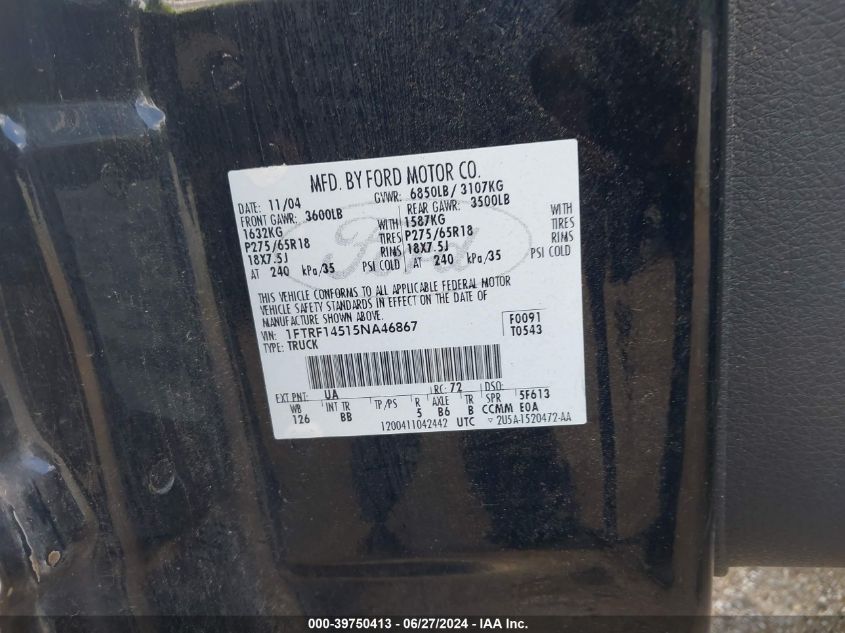 MFD. BY FORD MOTOR CO.
DATE: 11/04 GVWR: 6850LB/ 3107KG
FRONT GAWR: 3600LB REAR GAWR: 3500LB
1632KG WITH 1587KG WITH
P275/65R18 TIRES P275/65R18 TIRES
18X7.5J RIMS 18X7.5J RIMS
AT 240 kPa/35 PSI COLD AT 240 kPa/35 PSI COLD
Ford
THIS VEHICLE CONFORMS TO ALL APPLICABLE FEDERAL MOTOR
VEHICLE SAFETY STANDARDS IN EFFECT ON THE DATE OF
MANUFACTURE SHOWN ABOVE.
VIN: 1FTRF14515NA46867 F0091
TYPE: TRUCK T0543
EXT PNT: UA RC: 72 DSO:
WB INT TR TP/PS R AXLE TR SPR 5F613
126 BB 5 B6 B CCMM E0A
1200411042442 UTC ▽ 2U5A-1520472-AA
000-39750413 - 06/27/2024 - IAA Inc.